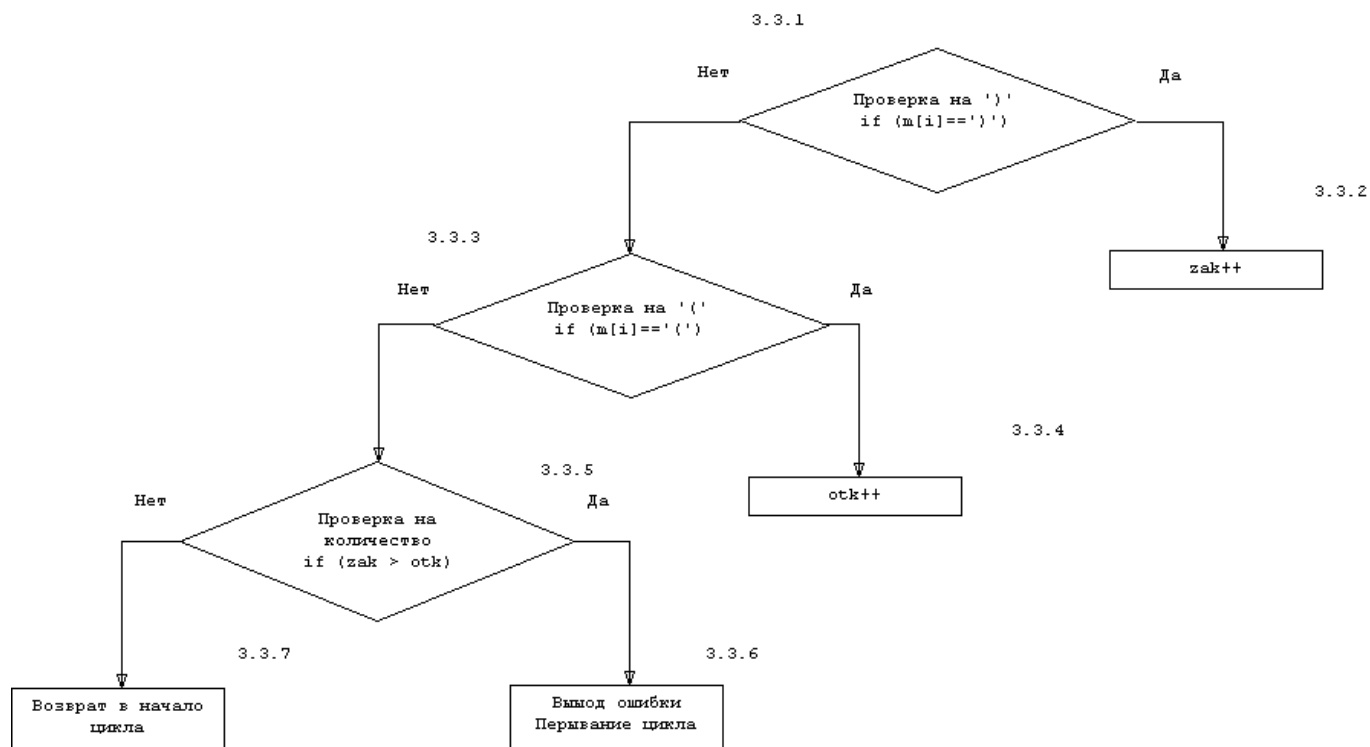 3.3.1
Нет
Да
Проверка на ')'
if (m[i]==')')
3.3.2
zak++
3.3.3
Нет
Да
Проверка на '('
if (m[i]=='(')
3.3.4
otk++
3.3.5
Нет
Да
Проверка на
количество
if (zak > otk)
3.3.7
3.3.6
Возврат в начало
цикла
Вывод ошибки
Перывание цикла